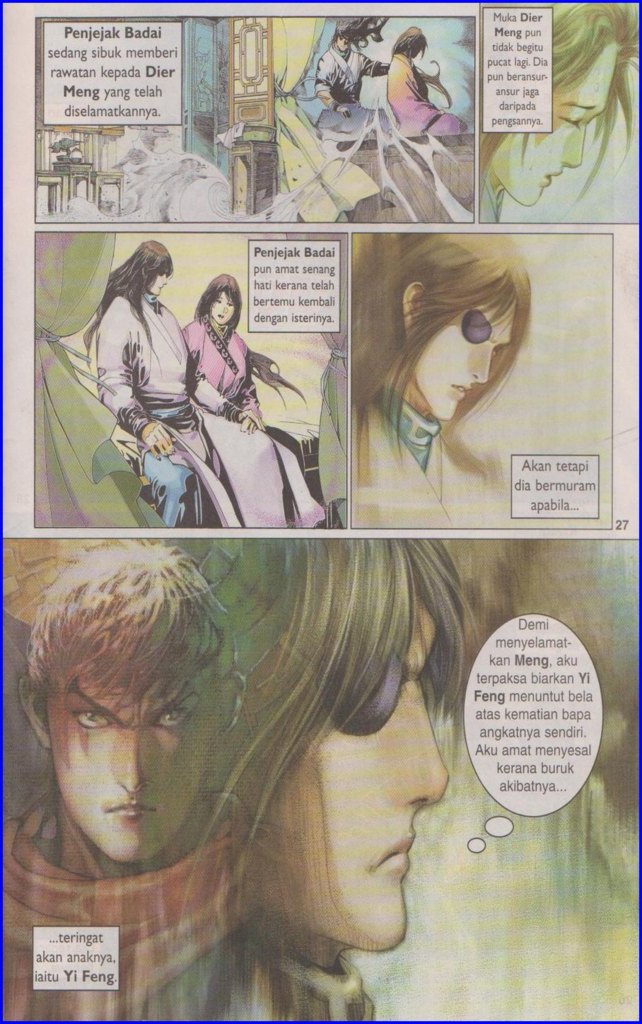 Penjejak Badai
sedang sibuk memberi
rawatan kepada Dier
Meng yang telah
diselamatkannya.
Muka Dier
Meng pun
tidak begitu
pucat lagi. Dia
pun beransur-
ansur jaga
daripada
pengsannya.
Penjejak Badai
pun amat senang
hati kerana telah
bertemu kembali
dengan isterinya.
Akan tetapi
dia bermuram
apabila...
27
Demi
menyelamat-
kan Meng, aku
terpaksa biarkan Yi
Feng menuntut bela
atas kematian bapa
angkatnya sendiri.
Aku amat menyesal
kerana buruk
akibatnya...
...teringat
akan anaknya,
iaitu Yi Feng.